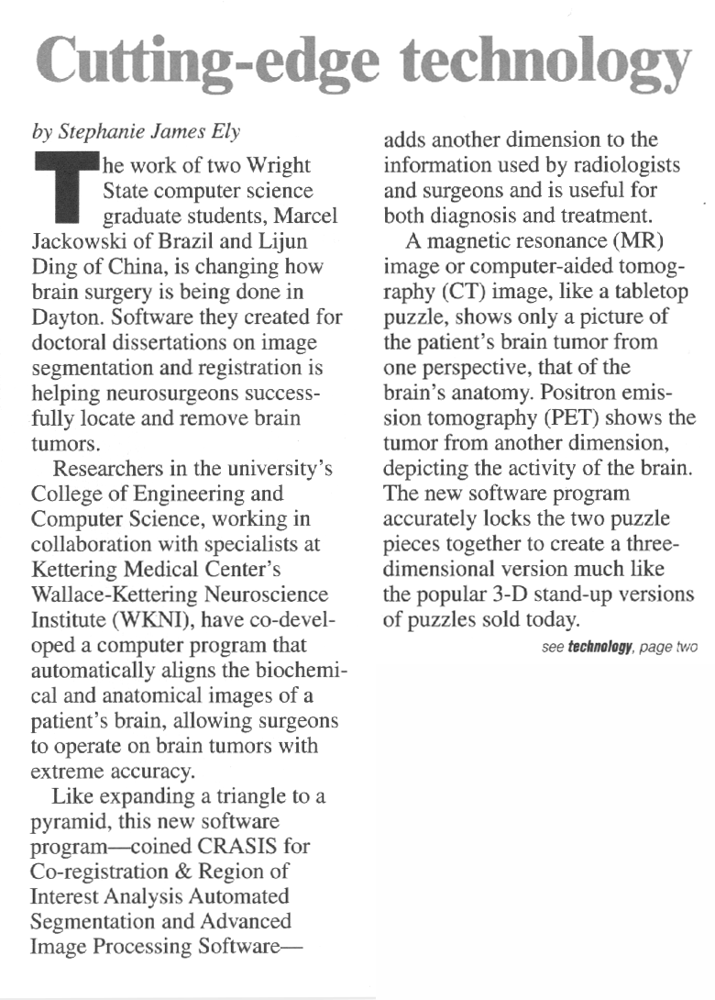 Cutting-edge technology
by Stephanie James Ely
The work of two Wright
State computer science
graduate students, Marcel
Jackowski of Brazil and Lijun
Ding of China, is changing how
brain surgery is being done in
Dayton. Software they created for
doctoral dissertations on image
segmentation and registration is
helping neurosurgeons success-
fully locate and remove brain
tumors.
Researchers in the university's
College of Engineering and
Computer Science, working in
collaboration with specialists at
Kettering Medical Center's
Wallace-Kettering Neuroscience
Institute (WKNI), have co-devel-
oped a computer program that
automatically aligns the biochemi-
cal and anatomical images of a
patient's brain, allowing surgeons
to operate on brain tumors with
extreme accuracy.
Like expanding a triangle to a
pyramid, this new software
program—coined CRASIS for
Co-registration & Region of
Interest Analysis Automated
Segmentation and Advanced
Image Processing Software—
adds another dimension to the
information used by radiologists
and surgeons and is useful for
both diagnosis and treatment.
A magnetic resonance (MR)
image or computer-aided tomog-
raphy (CT) image, like a tabletop
puzzle, shows only a picture of
the patient's brain tumor from
one perspective, that of the
brain's anatomy. Positron emis-
sion tomography (PET) shows the
tumor from another dimension,
depicting the activity of the brain.
The new software program
accurately locks the two puzzle
pieces together to create a three-
dimensional version much like
the popular 3-D stand-up versions
of puzzles sold today.
see technology, page two